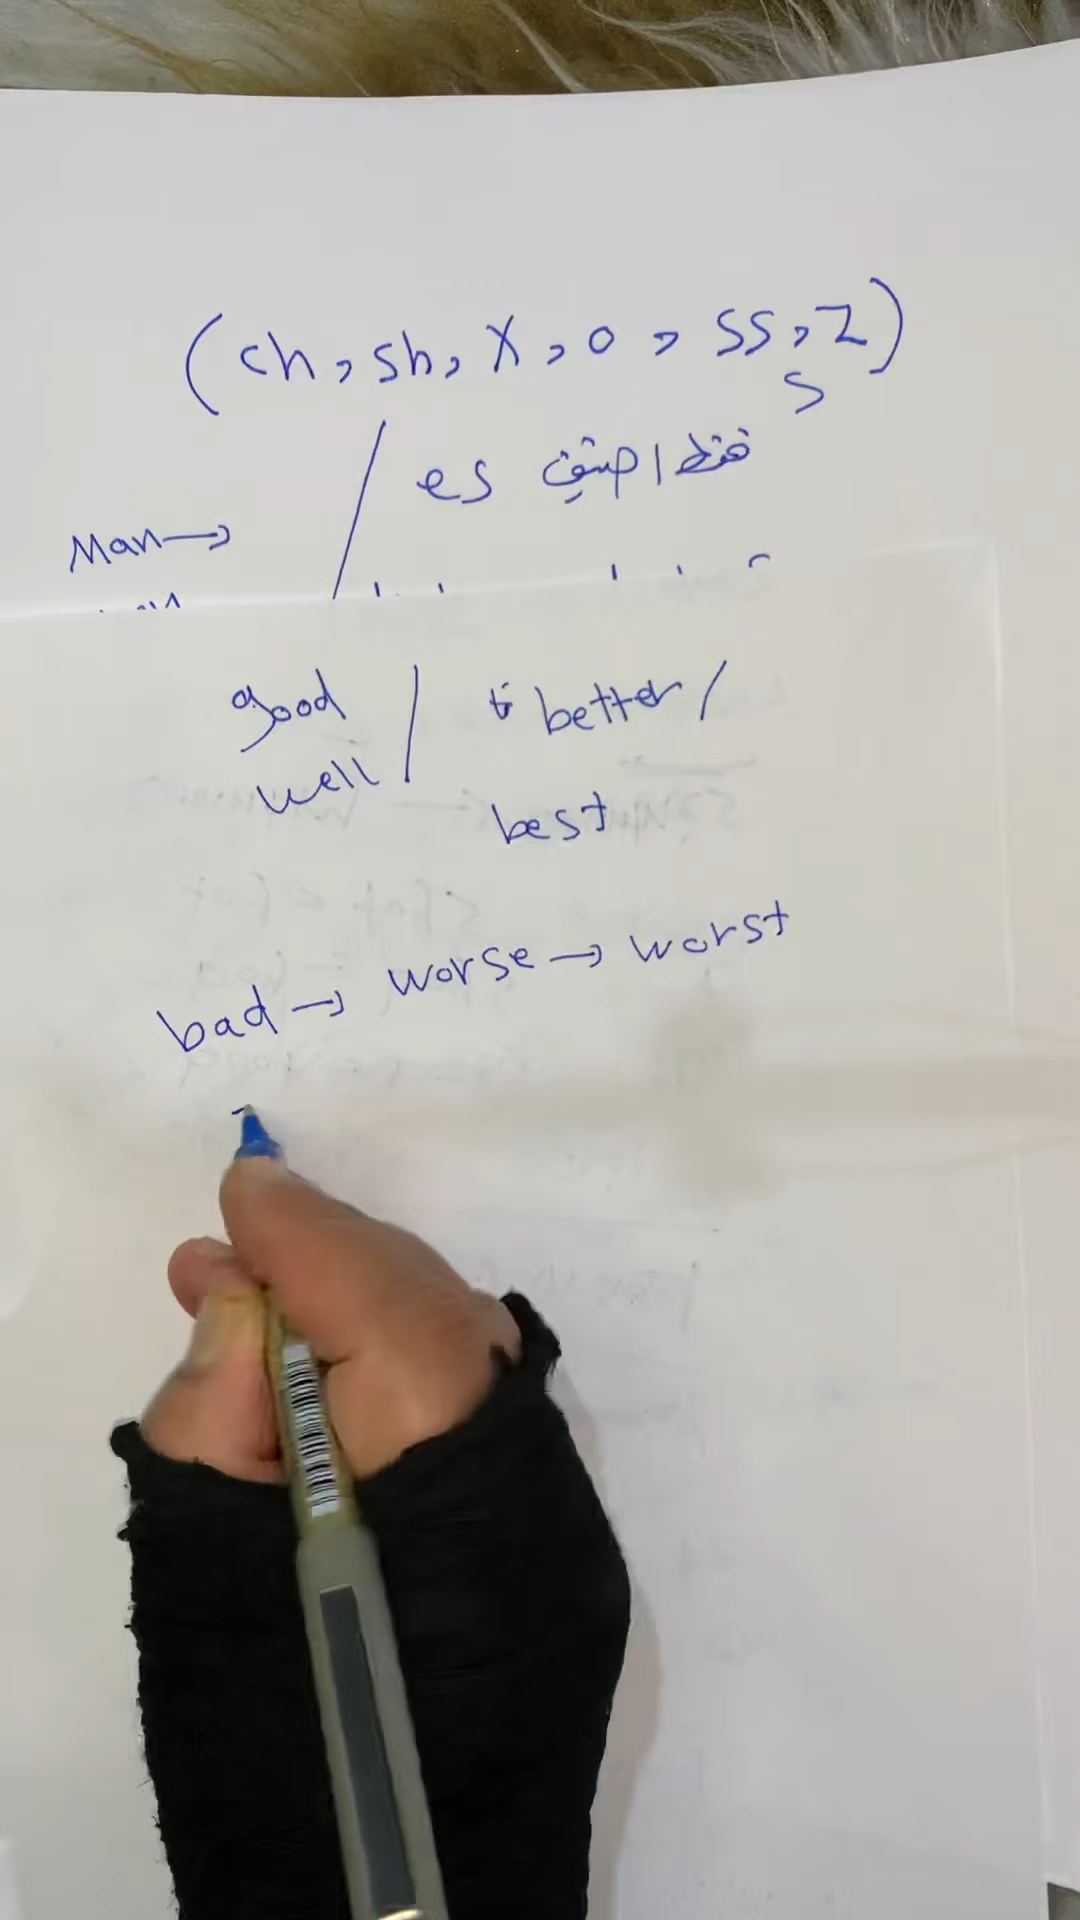 (ch, sh, x, o, ss, z)
s
es اضيف فقط
Man→
good / better /
well
best
bad → worse → worst